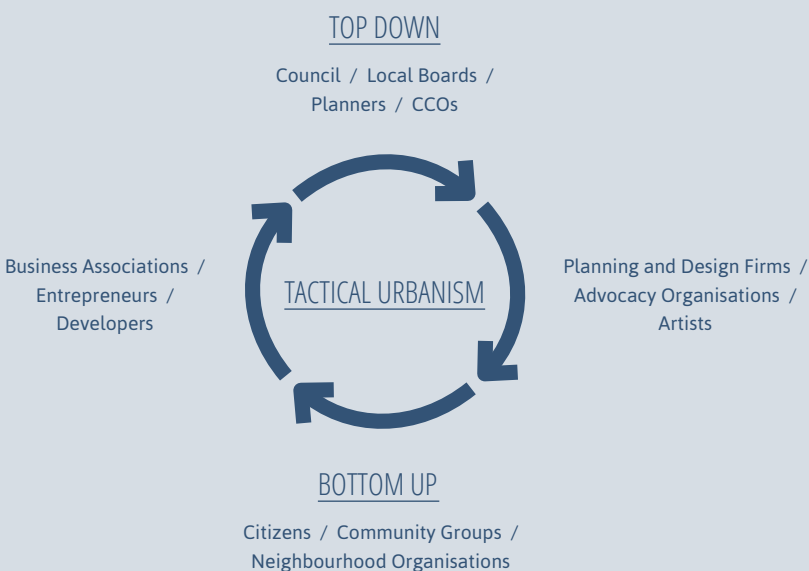 TOP DOWN
Council / Local Boards /
Planners / CCOs
Business Associations /
Entrepreneurs /
Developers
TACTICAL URBANISM
Planning and Design Firms /
Advocacy Organisations /
Artists
BOTTOM UP
Citizens / Community Groups /
Neighbourhood Organisations